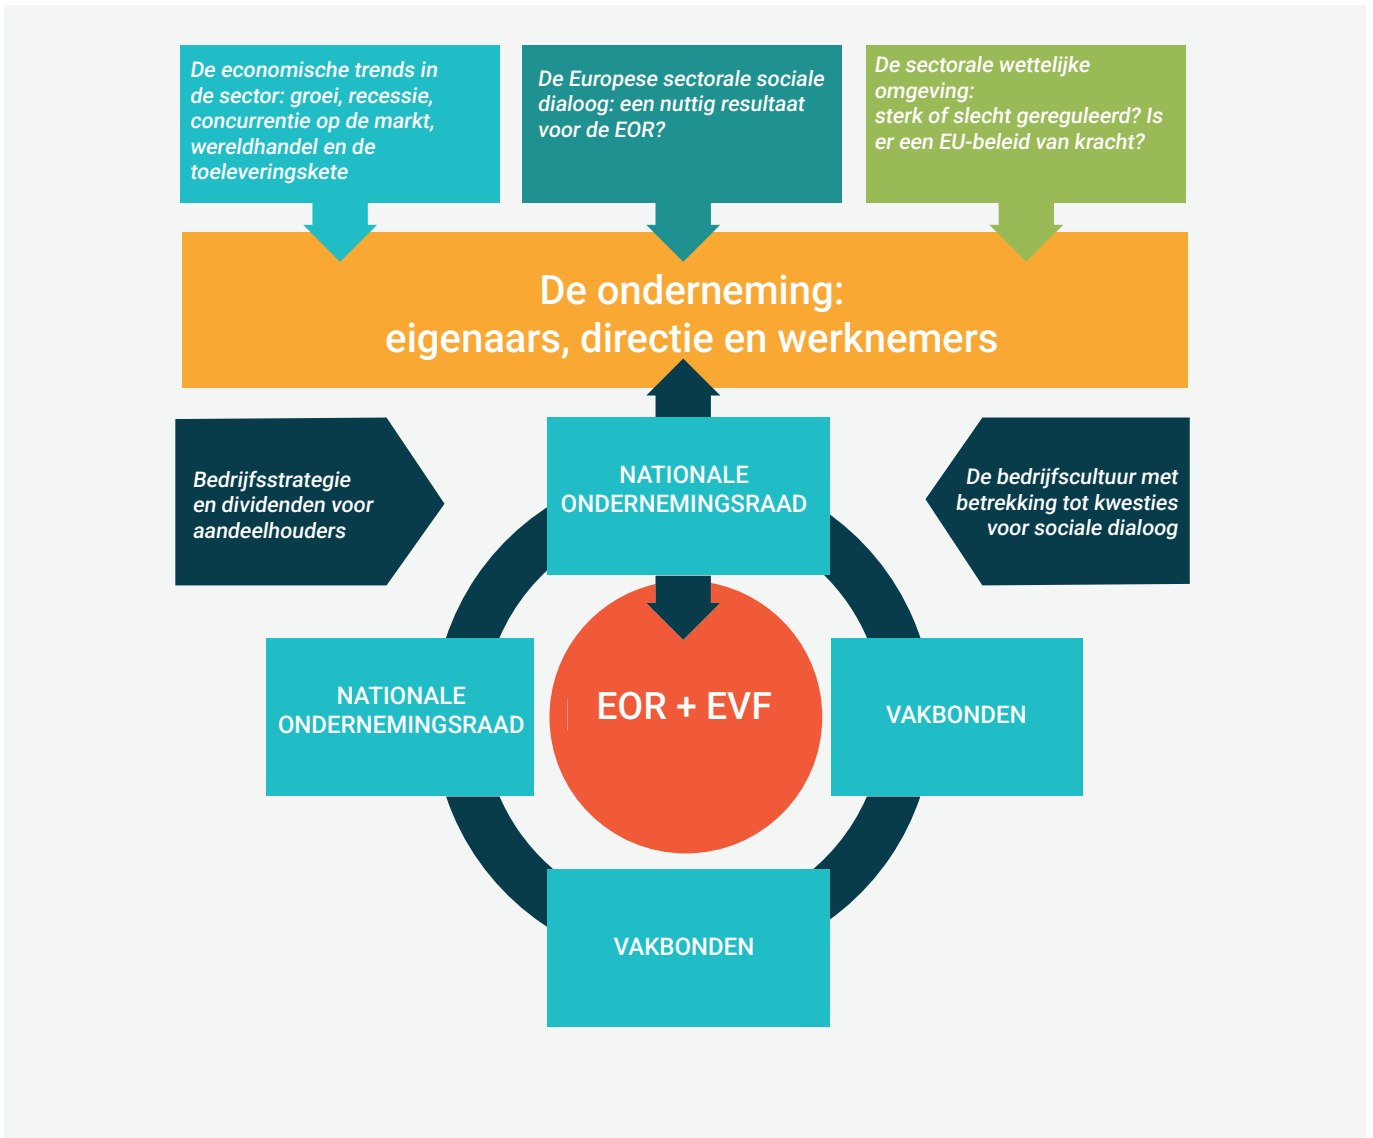 De economische trends in
de sector: groei, recessie,
concurrentie op de markt,
wereldhandel en de
toeleveringskete
De Europese sectorale sociale
dialoog: een nuttig resultaat
voor de EOR?
De sectorale wettelijke
omgeving:
sterk of slecht gereguleerd? Is
er een EU-beleid van kracht?
De onderneming:
eigenaars, directie en werknemers
Bedrijfsstrategie
en dividenden voor
aandeelhouders
NATIONALE
ONDERNEMINGSRAAD
De bedrijfscultuur met
betrekking tot kwesties
voor sociale dialoog
NATIONALE
ONDERNEMINGSRAAD
EOR + EVF
VAKBONDEN
VAKBONDEN